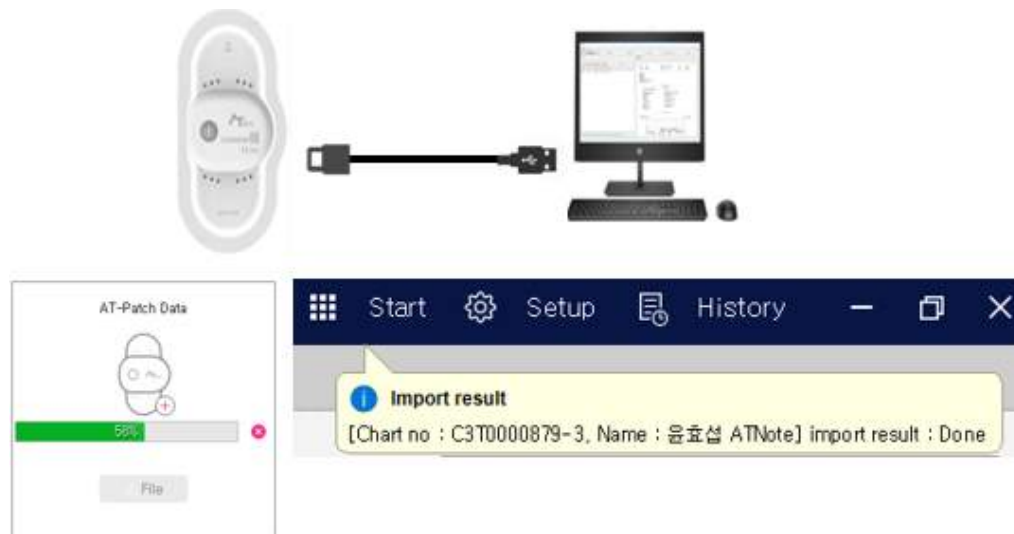 AT-Patch Data
58%
File
Start
Setup
History
Import result
[Chart no : C3T0000879-3, Name : 윤효섭 ATNote] import result : Done